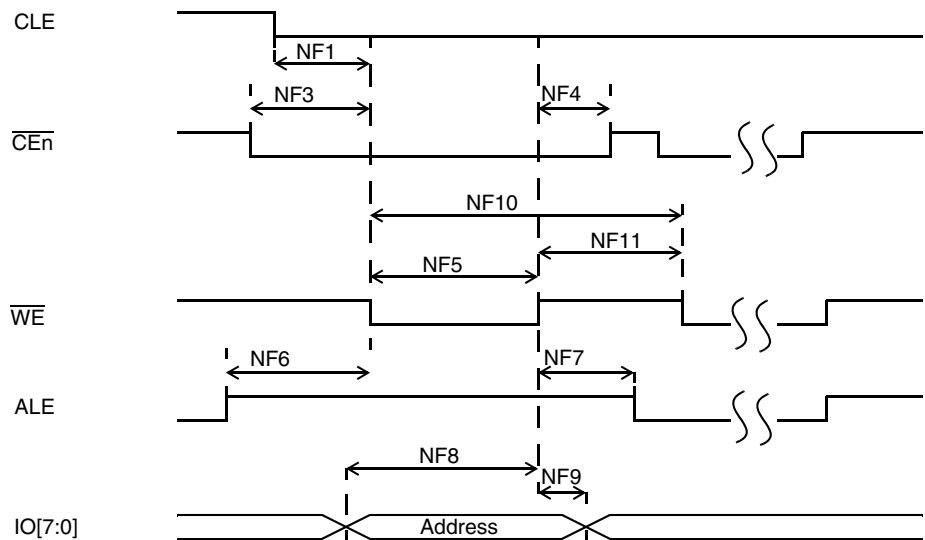 CLE
NF1
NF3
NF4
CEn
NF10
NF11
NF5
WE
NF6
NF7
ALE
NF8
NF9
IO[7:0]
Address